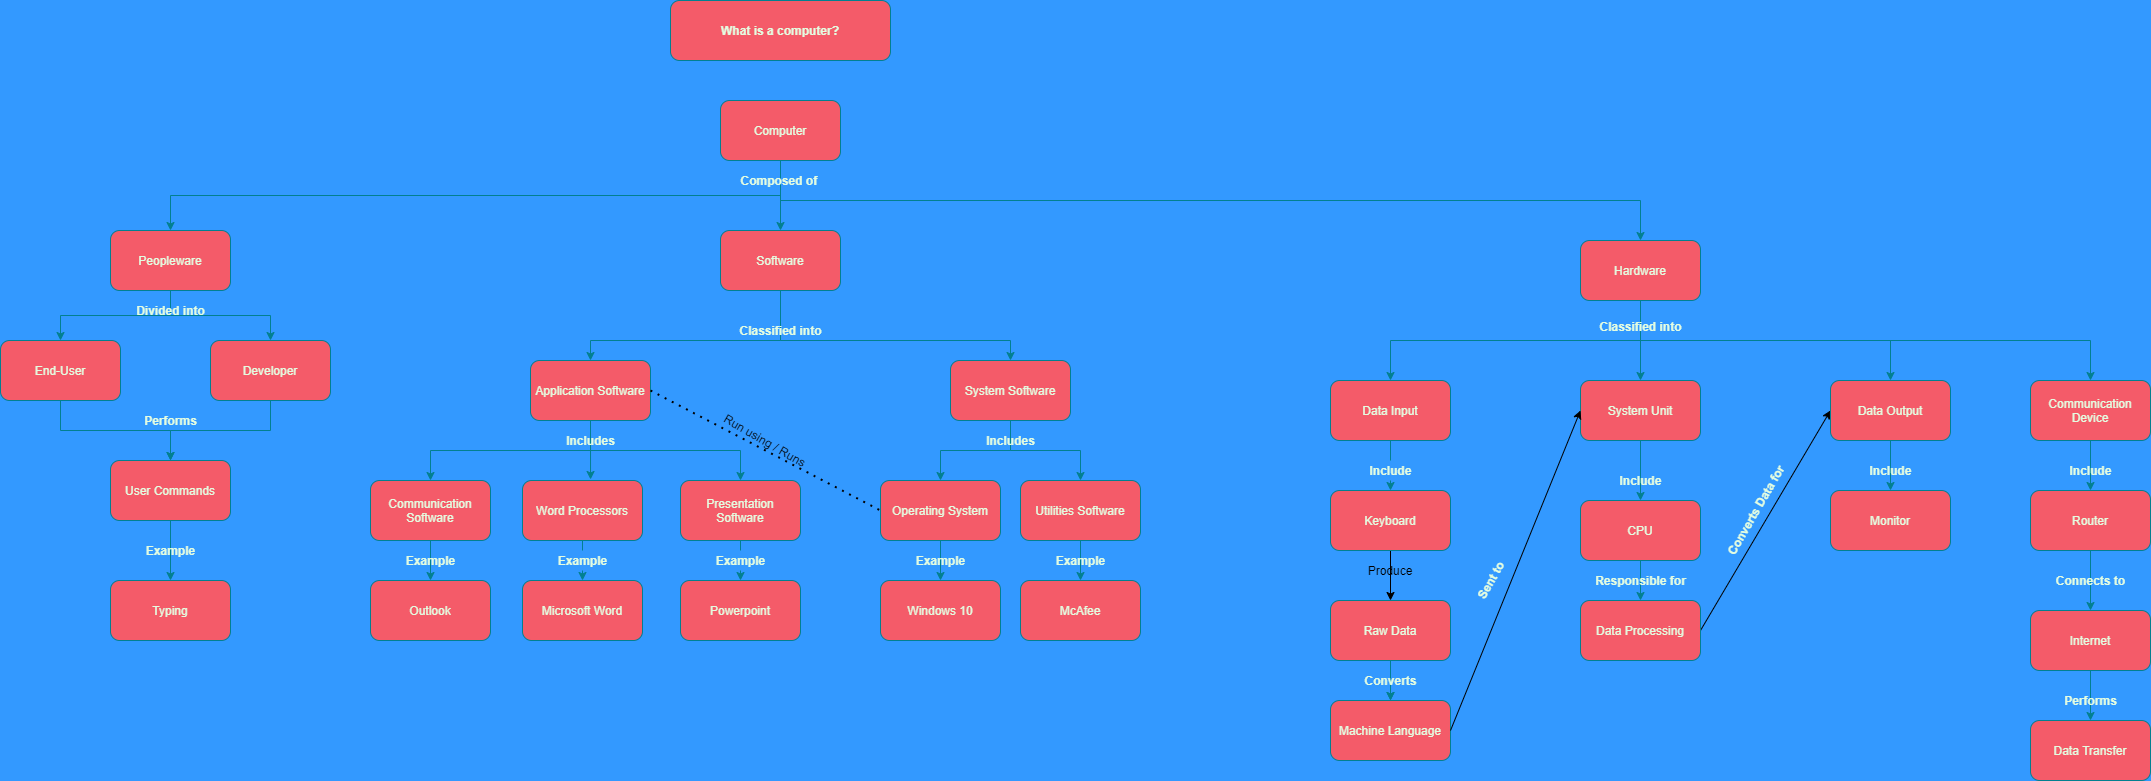 What is a computer?
Computer
Composed of
Peopleware
Software
Hardware
Divided into
Classified into
Classified into
End-User
Developer
Application Software
System Software
Data Input
System Unit
Data Output
Communication
Device
Performs
Run using / Runs
Includes
Includes
Include
Include
Include
Include
User Commands
Communication
Software
Word Processors
Presentation
Software
Operating System
Utilities Software
Keyboard
CPU
Monitor
Router
Converts Data for
Sent to
Example
Example
Example
Example
Example
Example
Produce
Responsible for
Connects to
Typing
Outlook
Microsoft Word
Powerpoint
Windows 10
McAfee
Raw Data
Data Processing
Internet
Converts
Performs
Machine Language
Data Transfer